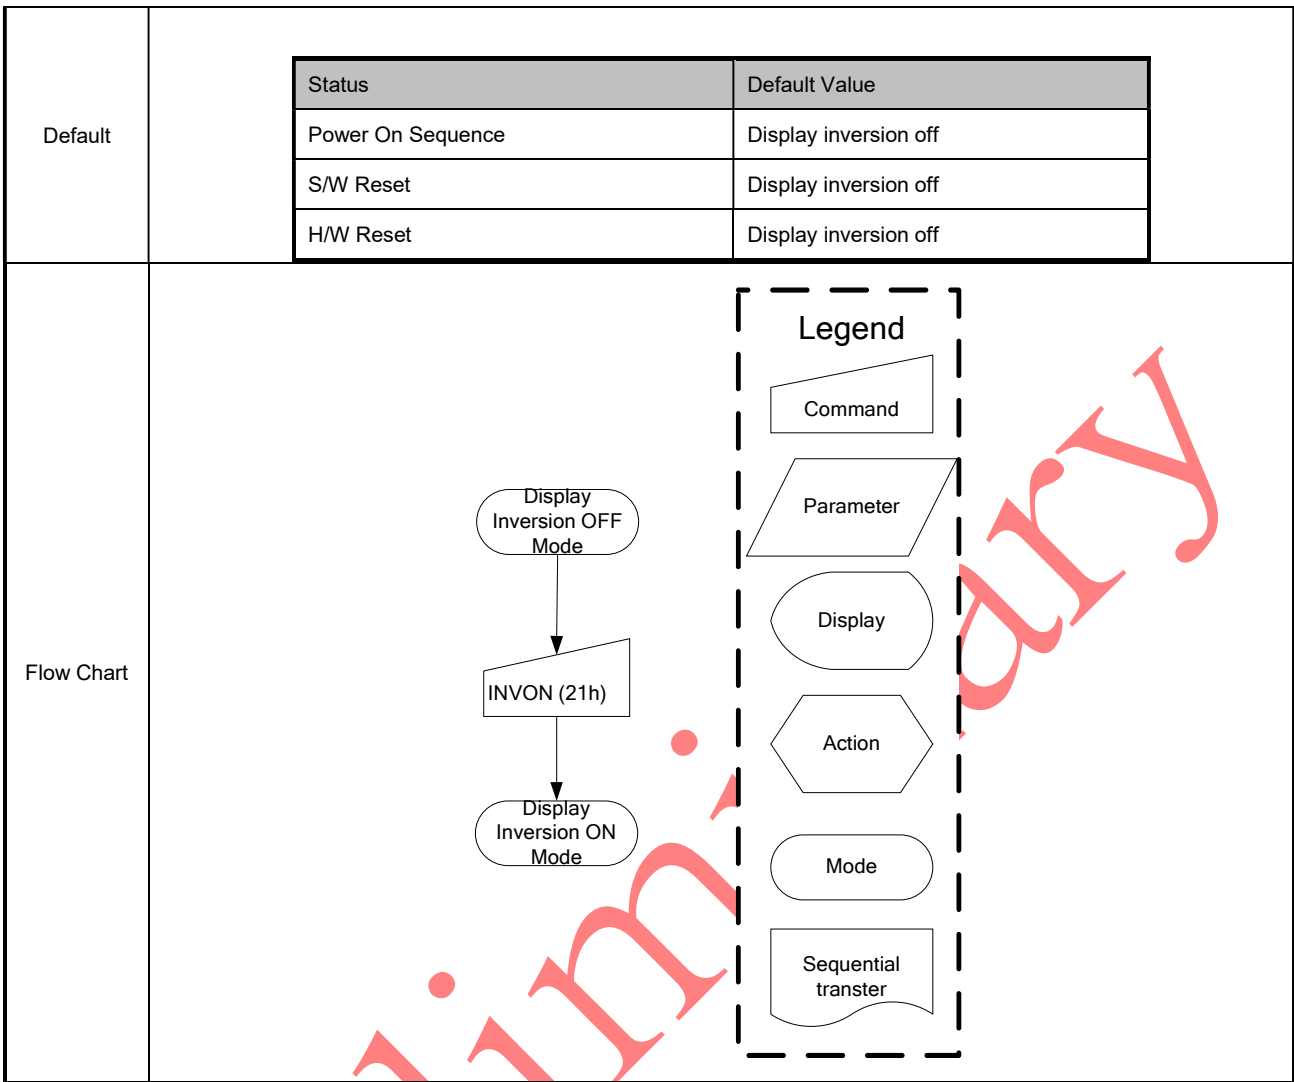 Default
Status
Default Value
Power On Sequence
Display inversion off
S/W Reset
Display inversion off
H/W Reset
Display inversion off
Flow Chart
Display
Inversion OFF
Mode
INVON (21h)
Display
Inversion ON
Mode
Legend
Command
Parameter
Display
Action
Mode
Sequential
transter